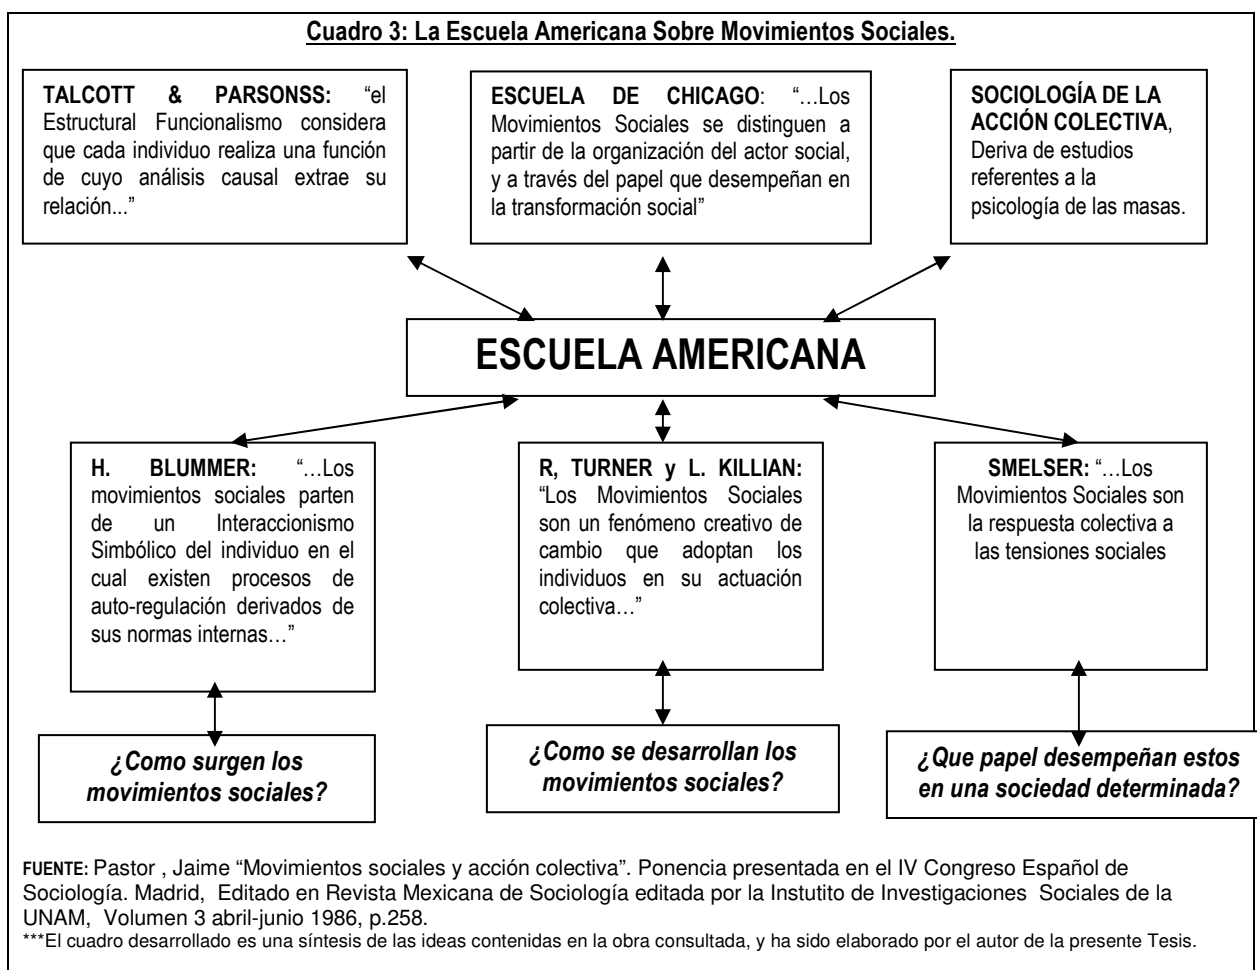 Cuadro 3: La Escuela Americana Sobre Movimientos Sociales.
TALCOTT & PARSONSS: “el
Estructural Funcionalismo considera
que cada individuo realiza una función
de cuyo análisis causal extrae su
relación...”
ESCUELA DE CHICAGO: “…Los
Movimientos Sociales se distinguen a
partir de la organización del actor social,
y a través del papel que desempeñan en
la transformación social”
SOCIOLOGÍA DE LA
ACCIÓN COLECTIVA,
Deriva de estudios
referentes a la
psicología de las masas.
ESCUELA AMERICANA
H. BLUMMER: “…Los
movimientos sociales parten
de un Interaccionismo
Simbólico del individuo en el
cual existen procesos de
auto-regulación derivados de
sus normas internas…”
R, TURNER y L. KILLIAN:
“Los Movimientos Sociales
son un fenómeno creativo de
cambio que adoptan los
individuos en su actuación
colectiva…”
SMELSER: “…Los
Movimientos Sociales son
la respuesta colectiva a
las tensiones sociales
¿Como surgen los
movimientos sociales?
¿Como se desarrollan los
movimientos sociales?
¿Que papel desempeñan estos
en una sociedad determinada?
FUENTE: Pastor , Jaime “Movimientos sociales y acción colectiva”. Ponencia presentada en el IV Congreso Español de
Sociología. Madrid, Editado en Revista Mexicana de Sociología editada por la Instutito de Investigaciones Sociales de la
UNAM, Volumen 3 abril-junio 1986, p.258.
***El cuadro desarrollado es una síntesis de las ideas contenidas en la obra consultada, y ha sido elaborado por el autor de la presente Tesis.